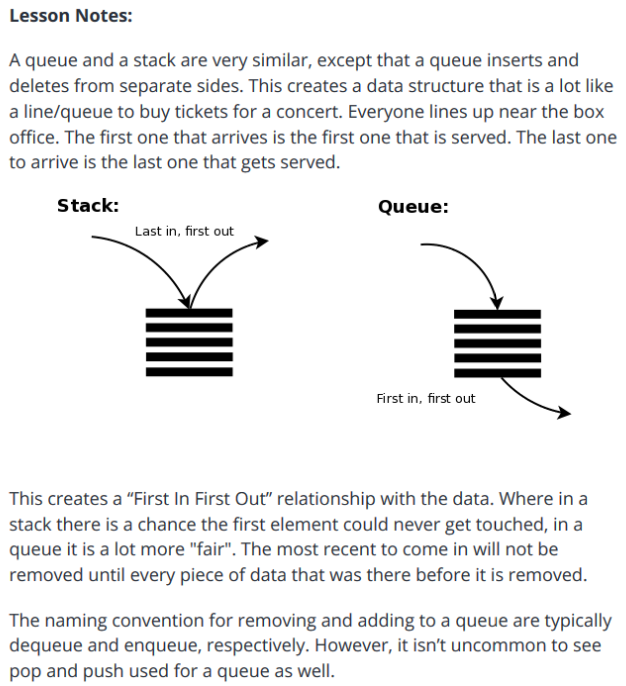 Lesson Notes:
A queue and a stack are very similar, except that a queue inserts and
deletes from separate sides. This creates a data structure that is a lot like
a line/queue to buy tickets for a concert. Everyone lines up near the box
office. The first one that arrives is the first one that is served. The last one
to arrive is the last one that gets served.
Stack:
Last in, first out
Queue:
First in, first out
This creates a “First In First Out” relationship with the data. Where in a
stack there is a chance the first element could never get touched, in a
queue it is a lot more "fair". The most recent to come in will not be
removed until every piece of data that was there before it is removed.
The naming convention for removing and adding to a queue are typically
dequeue and enqueue, respectively. However, it isn’t uncommon to see
pop and push used for a queue as well.